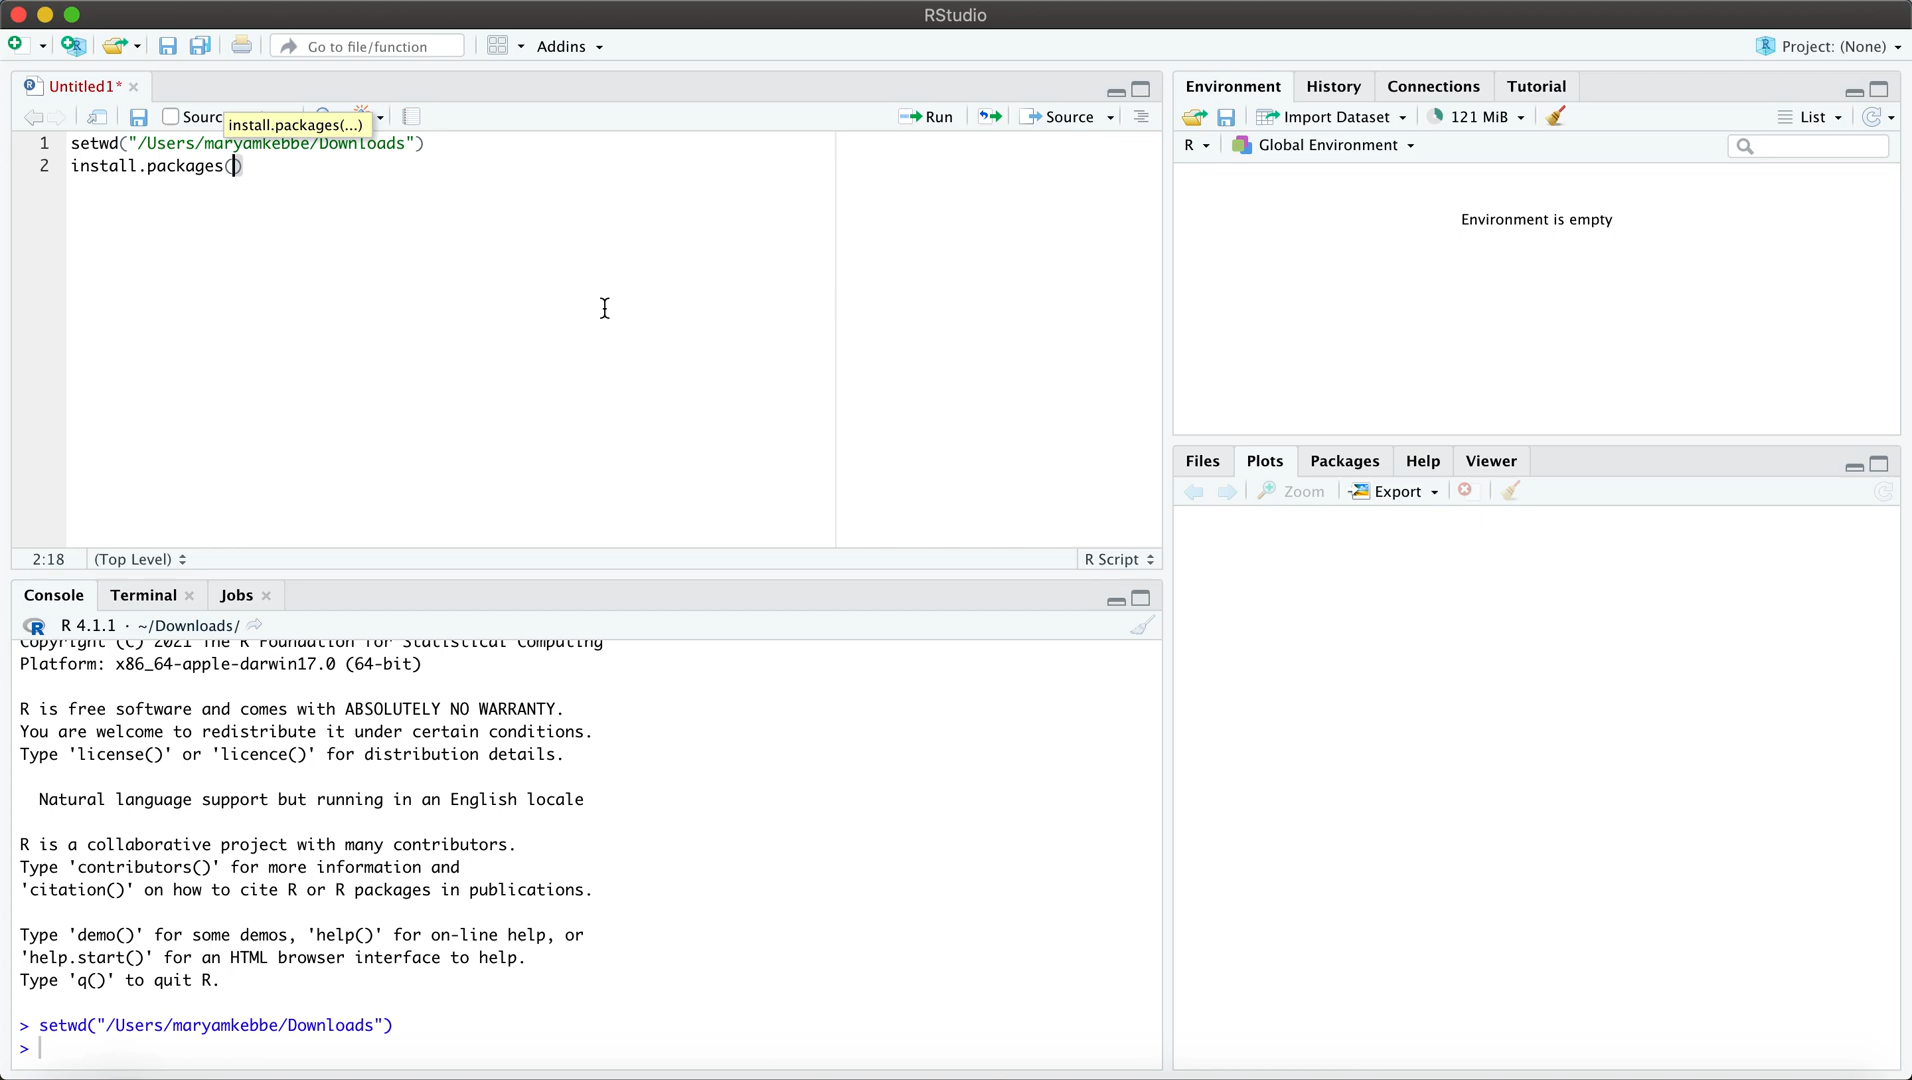 RStudio
Go to file/function
Addins
Project: (None)
Untitled1*
Sourc
install.packages(...)
Run
Source
1 setwd("/Users/maryamkebbe/Downloads")
2 install.packages()
2:18
(Top Level)
R Script
Console
Terminal
Jobs
R 4.1.1 · ~/Downloads/
Copyright (C) 2021 The R Foundation for Statistical Computing
Platform: x86_64-apple-darwin17.0 (64-bit)
R is free software and comes with ABSOLUTELY NO WARRANTY.
You are welcome to redistribute it under certain conditions.
Type 'license()' or 'licence()' for distribution details.
Natural language support but running in an English locale
R is a collaborative project with many contributors.
Type 'contributors()' for more information and
'citation()' on how to cite R or R packages in publications.
Type 'demo()' for some demos, 'help()' for on-line help, or
'help.start()' for an HTML browser interface to help.
Type 'q()' to quit R.
> setwd("/Users/maryamkebbe/Downloads")
>
Environment
History
Connections
Tutorial
Import Dataset
121 MiB
List
R
Global Environment
Environment is empty
Files
Plots
Packages
Help
Viewer
Zoom
Export